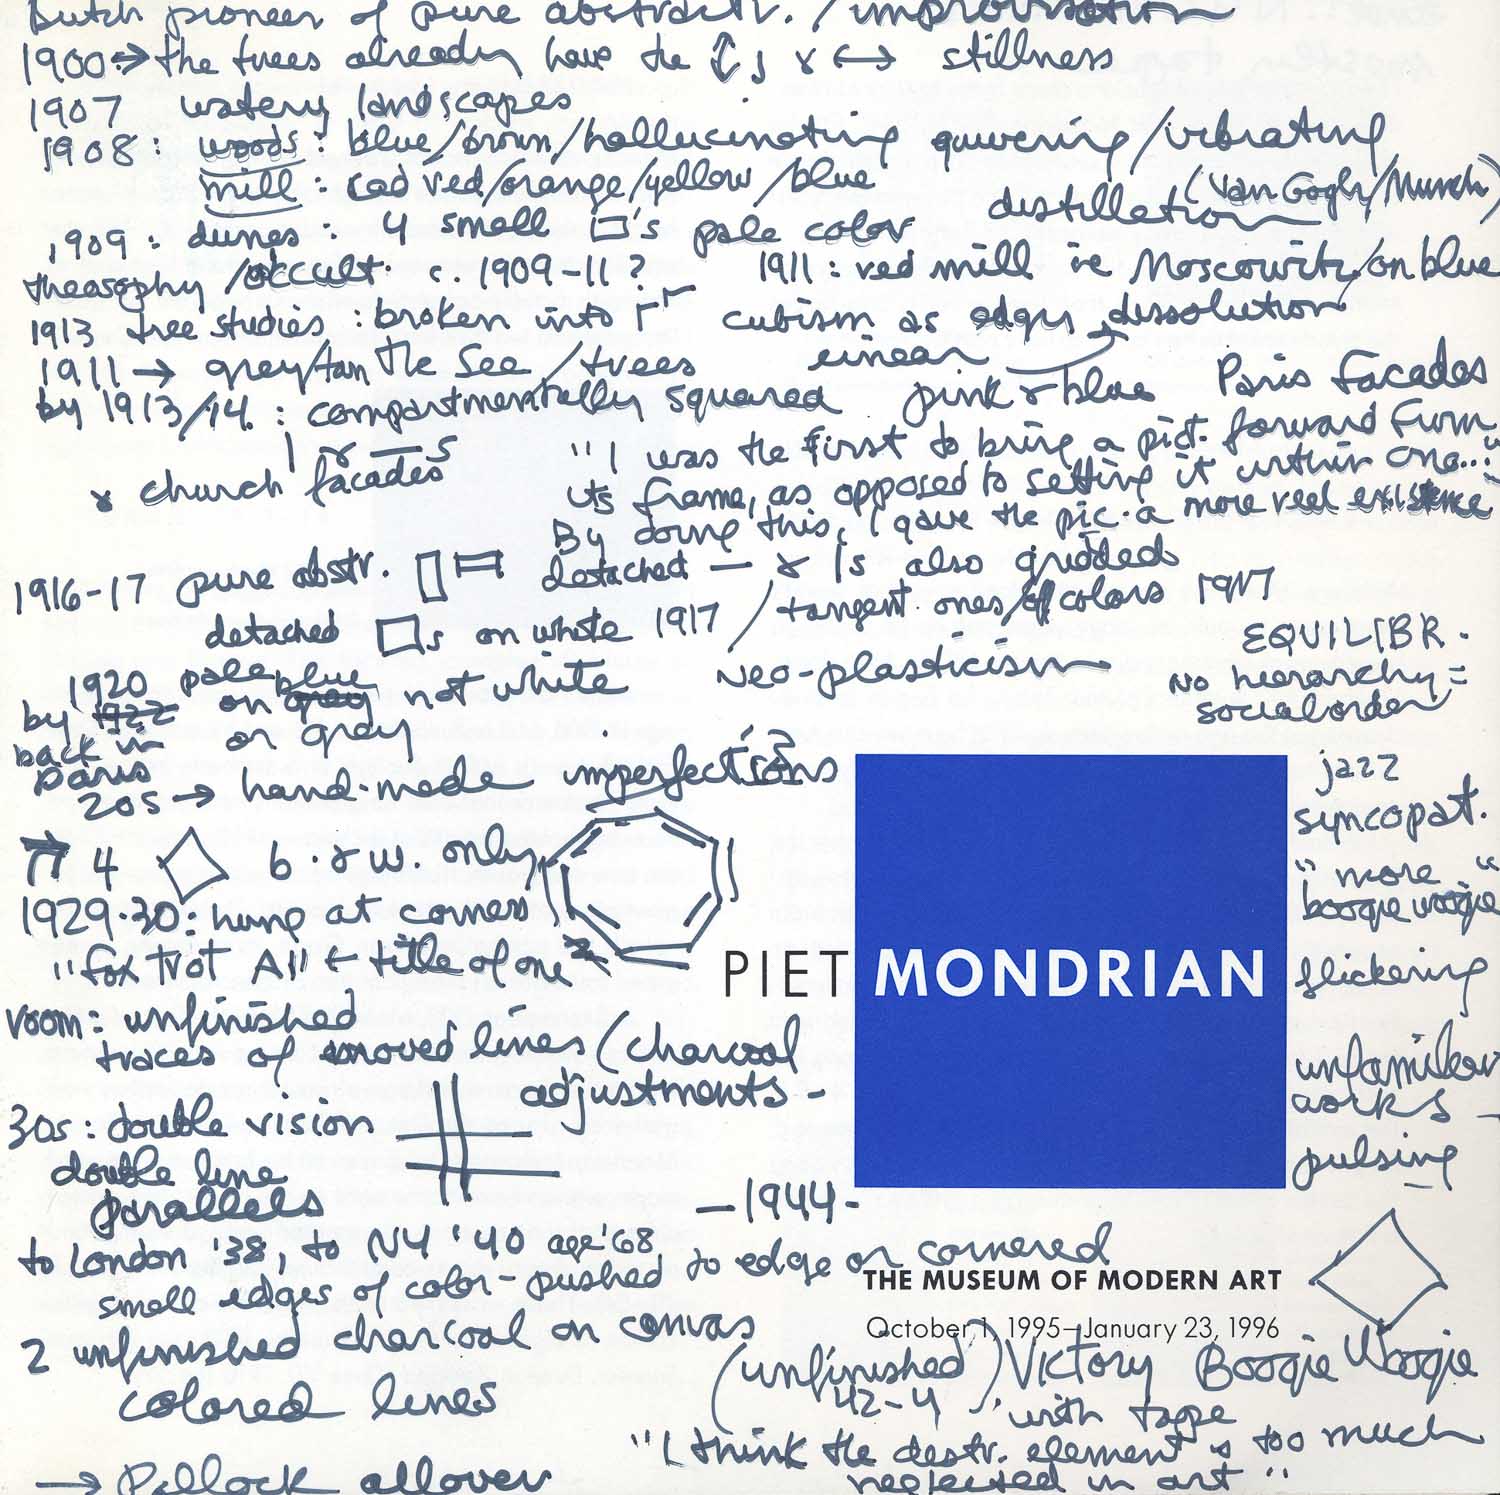 Dutch pioneer of pure abstractn. / improvisation
1900 → the trees already have the ↕ & ↔ stillness
1907 watery landscapes
1908: woods: blue/brown/hallucinating quivering/vibrating
mill: cad red/orange/yellow/blue distillation (Van Gogh/Munch)
1909: dunes: 4 small □'s pale color
theosophy/occult c. 1909-11? 1911: red mill re Moscowitz/on blue
1913 tree studies: broken into cubism as edges dissolution
linear
1911 → grey/tan The See/trees
by 1913/14: compartmentally squared pink & blue Paris facades
| & — s
& church facades
"I was the first to bring a pict. forward from
its frame, as opposed to setting it within one..."
By doing this, I gave the pic. a more reel existence"
1916-17 pure abstr. detached — & is also gridded
detached □s on white 1917 / tangent. ones/of colors 1917
EQUILIBR.
1920 pale blue
on grey not white Neo-plasticism
no hierarchy =
social order
by 1922 on grey
back in
Paris
20s → hand-made imperfections?
4 ◇ b. & w. only
1929-30: hung at corners
"fox trot A" ← title of one
room: unfinished
traces of moved lines (charcoal
adjustments -
30s: double vision
double line
parallels
PIET MONDRIAN
jazz
syncopat.
"more
boogie woogie"
flickering
unfamiliar
works —
pulsing
-1944-
to London '38, to NY '40 age '68
small edges of color - pushed to edge or cornered
THE MUSEUM OF MODERN ART
October 1, 1995–January 23, 1996
2 unfinished charcoal on canvas
colored lines
(unfinished) Victory Boogie Woogie
42-4
with tape
"I think the destr. element is too much
neglected in art"
→ Pollock allover